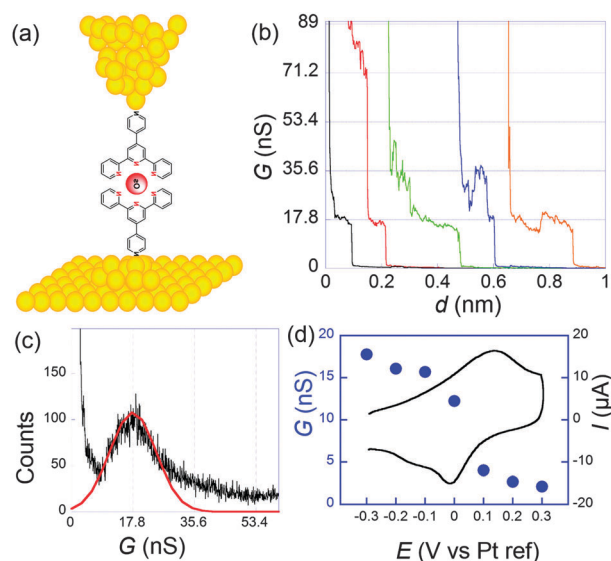 (a)
N
N N N
Co
N N N
N
(b)
G (nS)
89
71.2
53.4
35.6
17.8
0
0 0.2 0.4 0.6 0.8 1
d (nm)
(c)
Counts
150
100
50
0
0 17.8 35.6 53.4
G (nS)
(d)
G (nS)
20
15
10
5
0
I (µA)
20
10
0
-10
-20
-0.3 -0.2 -0.1 0 0.1 0.2 0.3
E (V vs Pt ref)